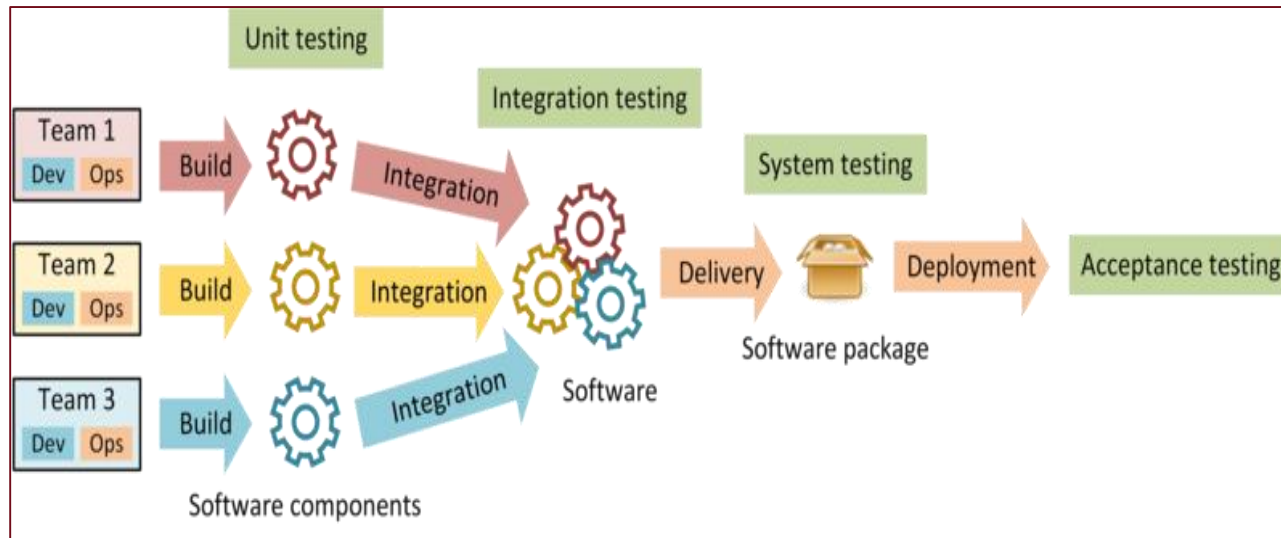 Unit testing
Integration testing
System testing
Acceptance testing
Team 1
Dev Ops
Build
Integration
Team 2
Dev Ops
Build
Integration
Team 3
Dev Ops
Build
Integration
Software components
Software
Delivery
Software package
Deployment